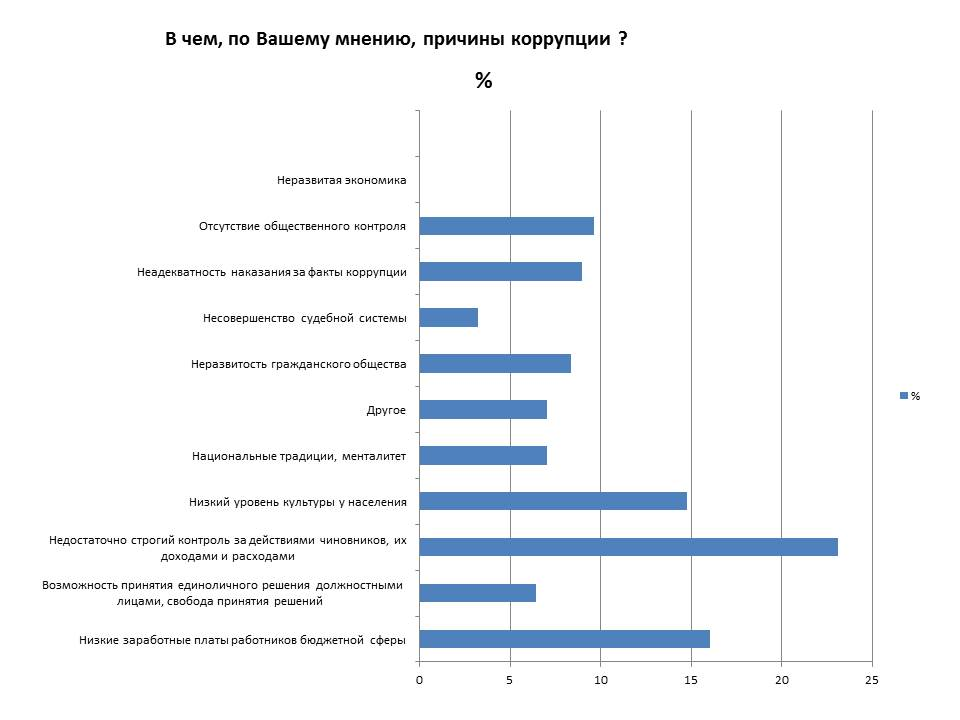 В чем, по Вашему мнению, причины коррупции ?
%
Неразвитая экономика
Отсутствие общественного контроля
Неадекватность наказания за факты коррупции
Несовершенство судебной системы
Неразвитость гражданского общества
Другое
Национальные традиции, менталитет
Низкий уровень культуры у населения
Недостаточно строгий контроль за действиями чиновников, их
доходами и расходами
Возможность принятия единоличного решения должностными
лицами, свобода принятия решений
Низкие заработные платы работников бюджетной сферы
0 5 10 15 20 25
%